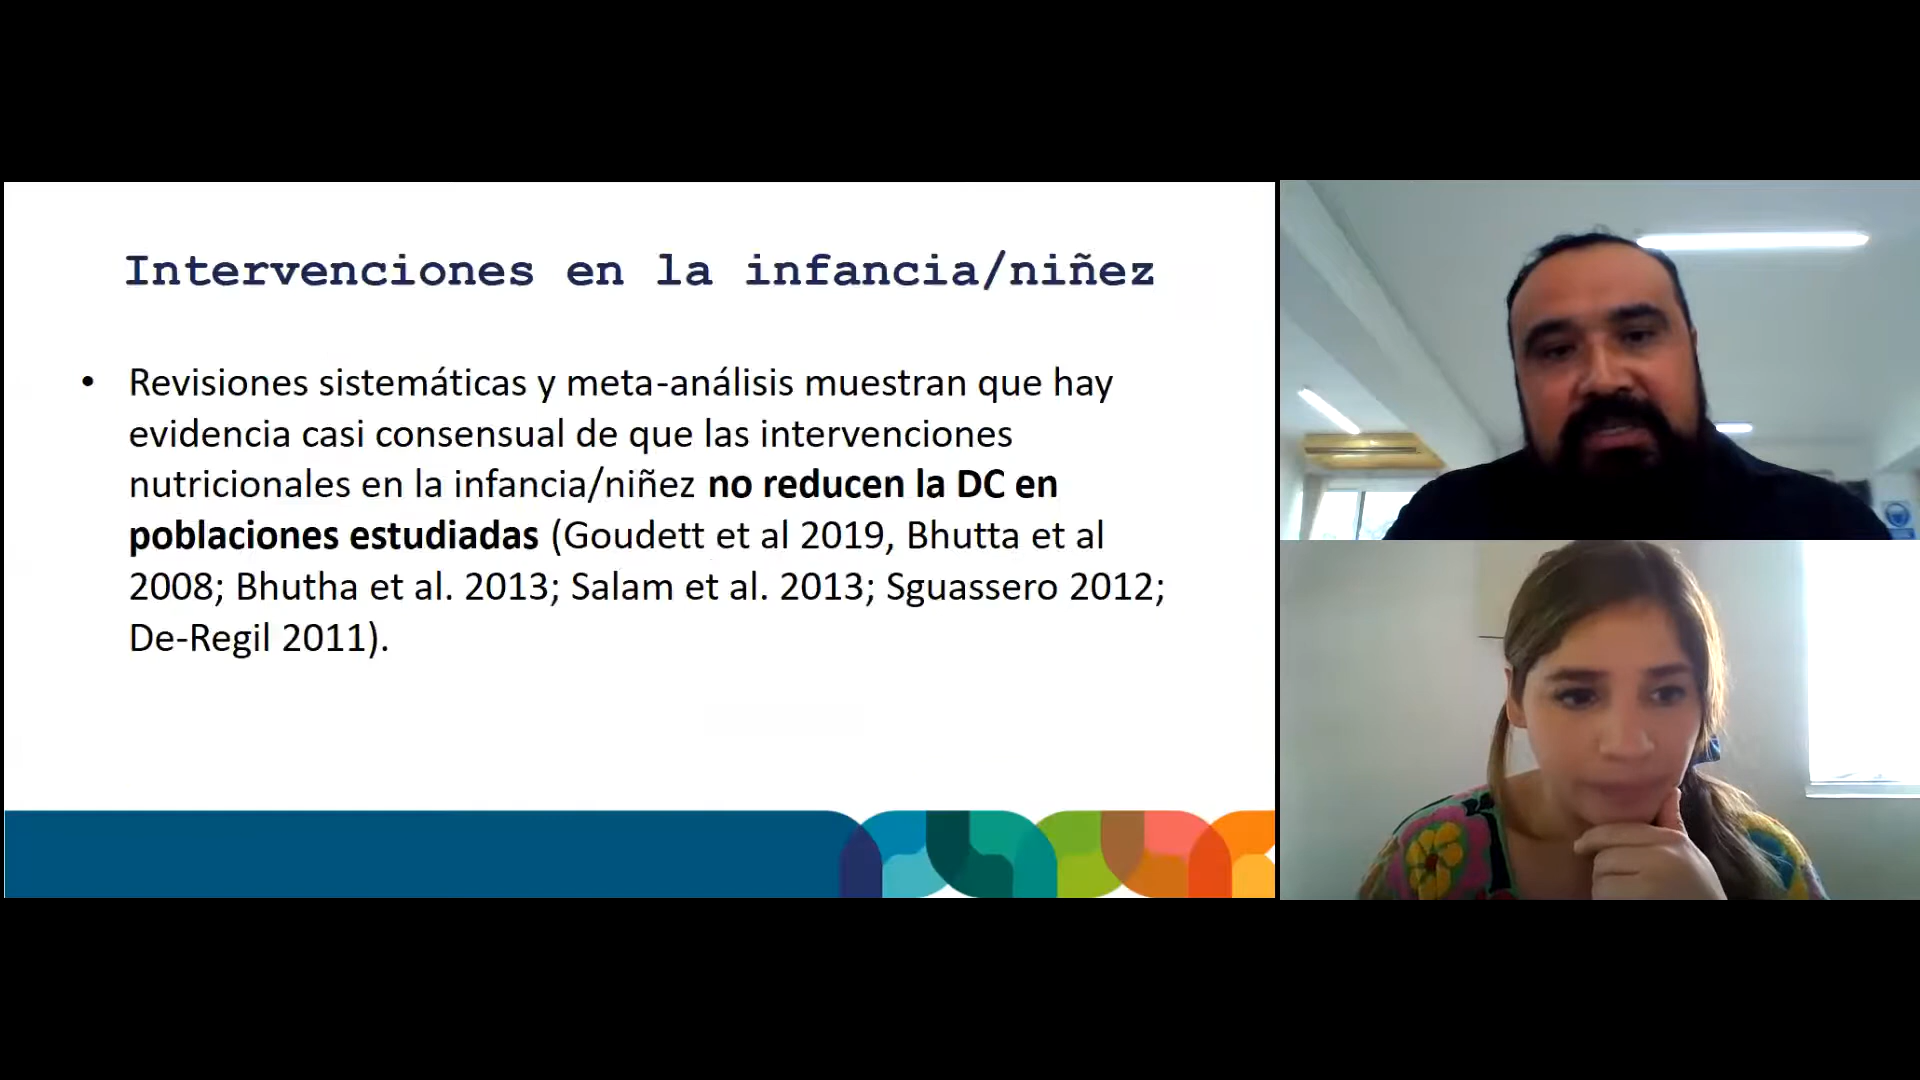 Intervenciones en la infancia/niñez
• Revisiones sistemáticas y meta-análisis muestran que hay
evidencia casi consensual de que las intervenciones
nutricionales en la infancia/niñez no reducen la DC en
poblaciones estudiadas (Goudett et al 2019, Bhutta et al
2008; Bhutha et al. 2013; Salam et al. 2013; Sguassero 2012;
De-Regil 2011).